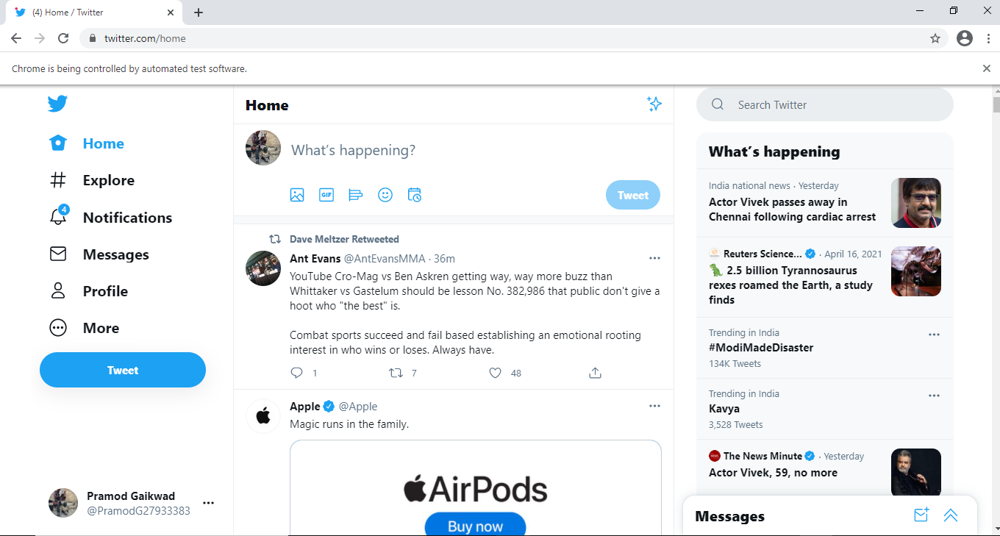 (4) Home / Twitter
twitter.com/home
Chrome is being controlled by automated test software.
Home
Explore
4
Notifications
Messages
Profile
More
Tweet
Pramod Gaikwad
@PramodG27933383
Home
What's happening?
GIF
Tweet
Dave Meltzer Retweeted
Ant Evans @AntEvansMMA · 36m
YouTube Cro-Mag vs Ben Askren getting way, way more buzz than
Whittaker vs Gastelum should be lesson No. 382,986 that public don't give a
hoot who "the best" is.
Combat sports succeed and fail based establishing an emotional rooting
interest in who wins or loses. Always have.
1 7 48
Apple @Apple
Magic runs in the family.
AirPods
Buy now
Search Twitter
What's happening
India national news · Yesterday
Actor Vivek passes away in
Chennai following cardiac arrest
Reuters Science... · April 16, 2021
🦖 2.5 billion Tyrannosaurus
rexes roamed the Earth, a study
finds
Trending in India
#ModiMadeDisaster
134K Tweets
Trending in India
Kavya
3,528 Tweets
The News Minute · Yesterday
Actor Vivek, 59, no more
Messages